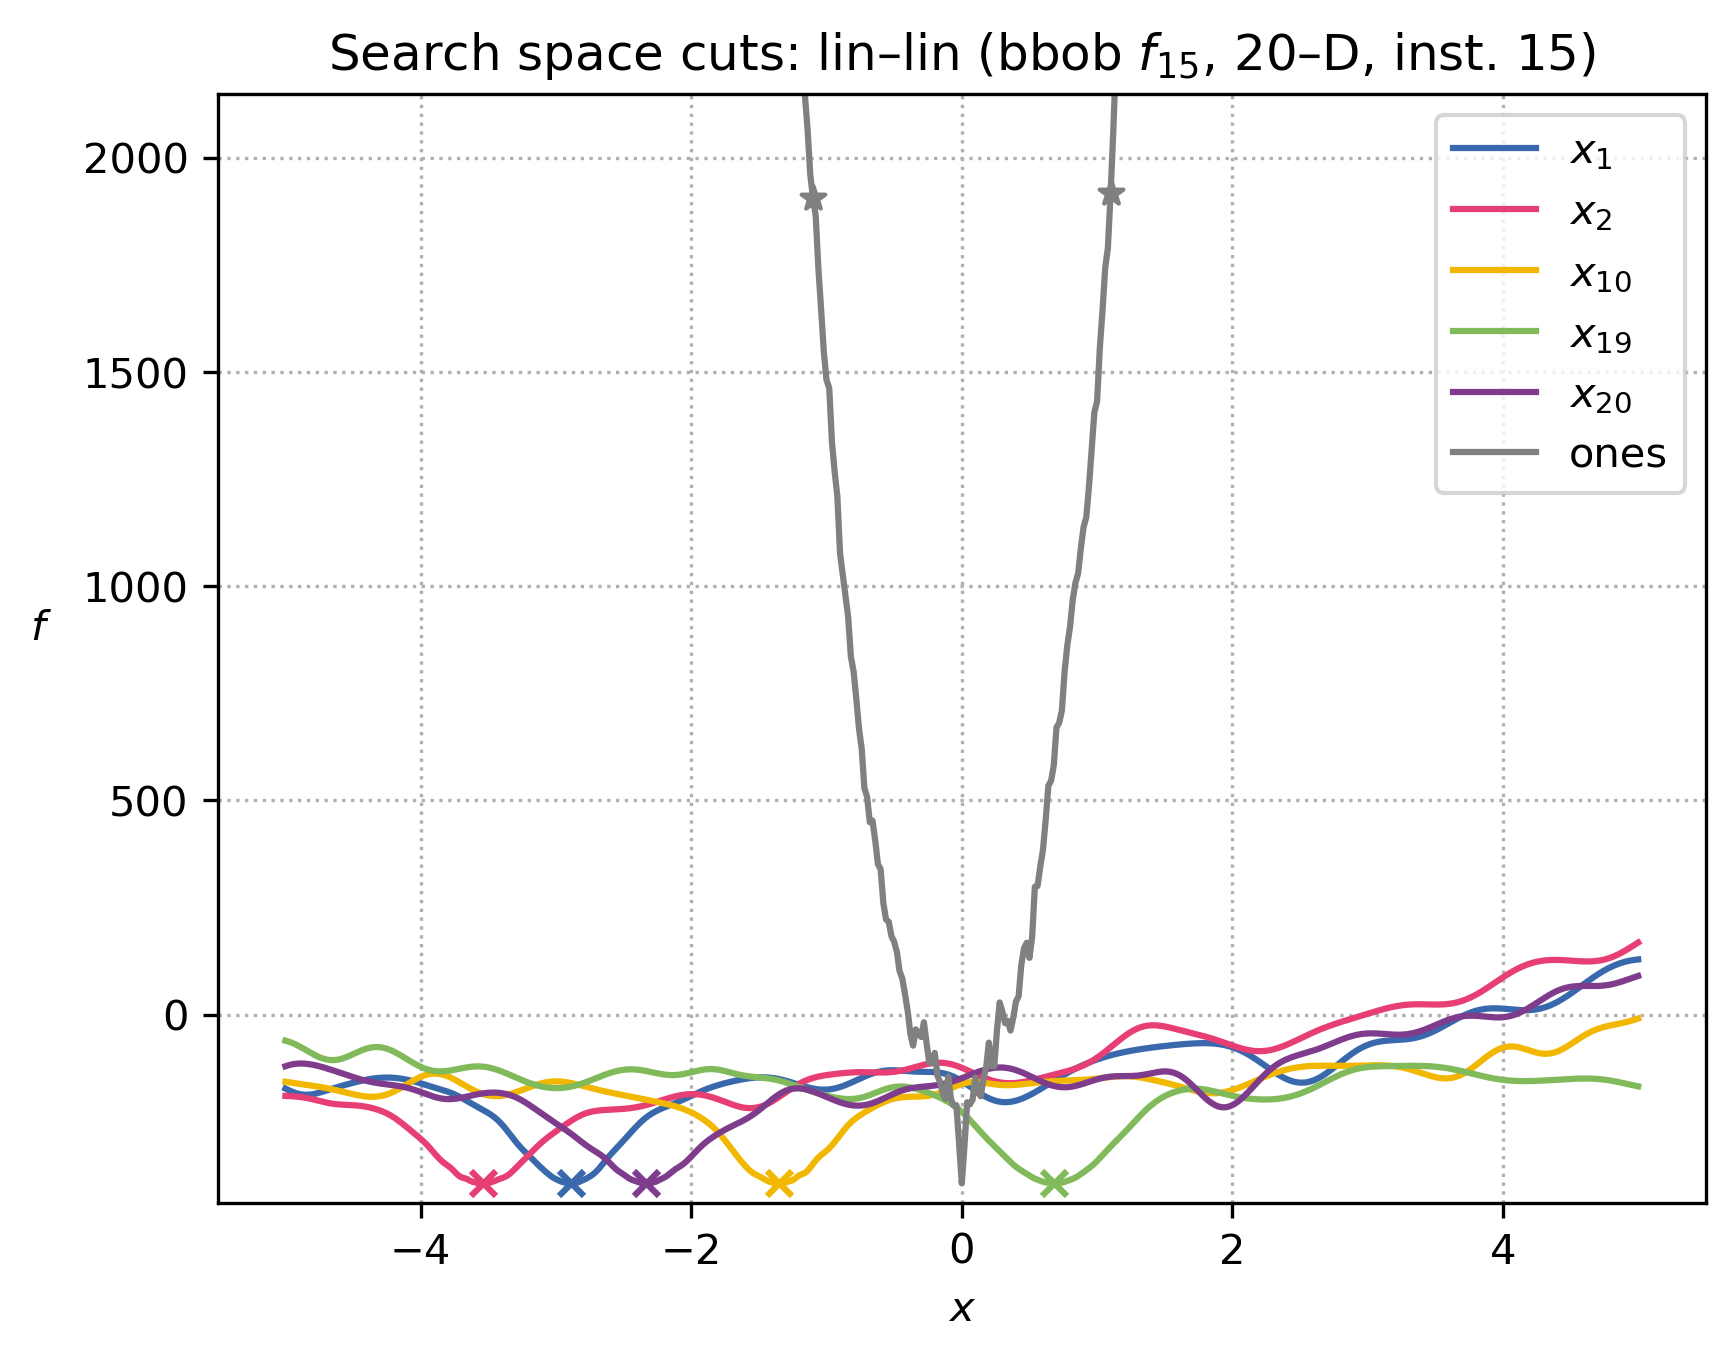 Search space cuts: lin–lin (bbob f₁₅, 20–D, inst. 15)
2000
1500
1000
500
0
f
−4
−2
0
2
4
x
x₁
x₂
x₁₀
x₁₉
x₂₀
ones